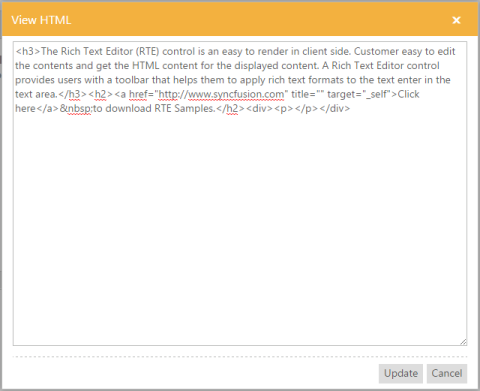 View HTML
<h3>The Rich Text Editor (RTE) control is an easy to render in client side. Customer easy to edit
the contents and get the HTML content for the displayed content. A Rich Text Editor control
provides users with a toolbar that helps them to apply rich text formats to the text enter in the
text area.</h3><h2><a href="http://www.syncfusion.com" title="" target="_self">Click
here</a>&nbsp;to download RTE Samples.</h2><div><p></p></div>
Update Cancel